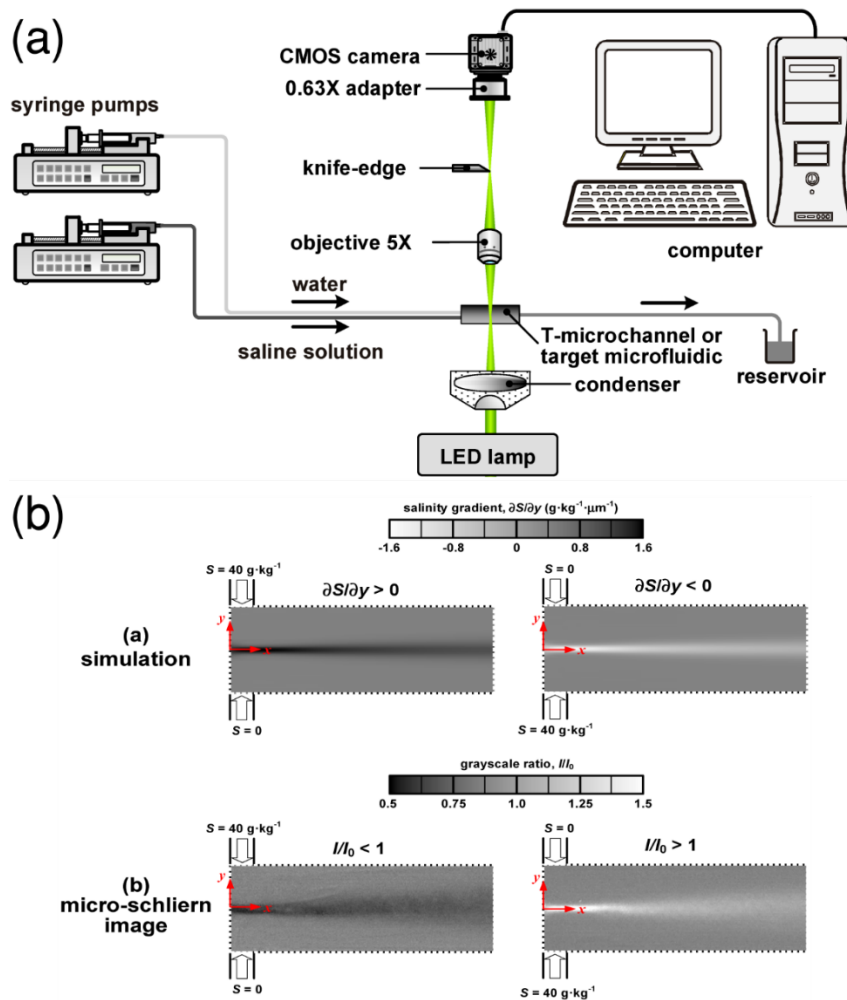 (a)
CMOS camera
0.63X adapter
syringe pumps
knife-edge
objective 5X
computer
water
saline solution
T-microchannel or
target microfluidic
reservoir
condenser
LED lamp
(b)
salinity gradient, ∂S/∂y (g·kg⁻¹·μm⁻¹)
-1.6 -0.8 0 0.8 1.6
S = 40 g·kg⁻¹ ∂S/∂y > 0 S = 0 ∂S/∂y < 0
(a)
simulation
y x y x
S = 0 S = 40 g·kg⁻¹
grayscale ratio, I/I₀
0.5 0.75 1.0 1.25 1.5
S = 40 g·kg⁻¹ I/I₀ < 1 S = 0 I/I₀ > 1
(b)
micro-schliern
image
y x y x
S = 0 S = 40 g·kg⁻¹